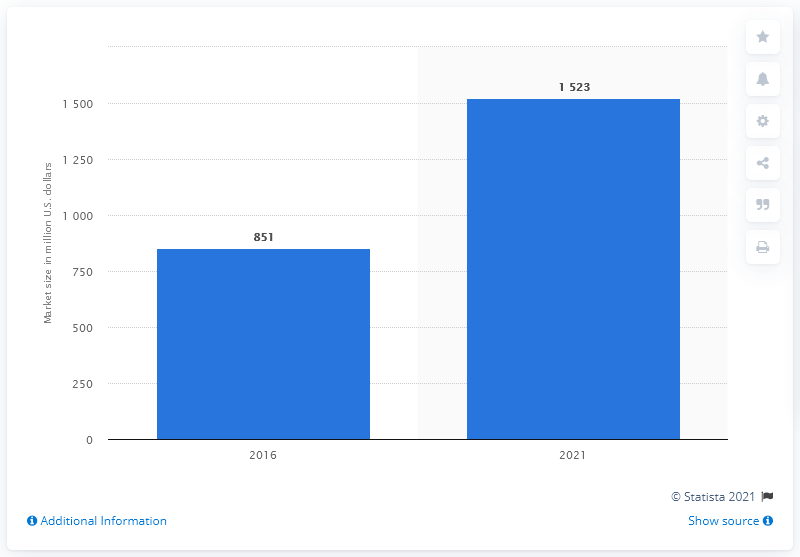 Market size in million U.S. dollars
1 500
1 250
1 000
750
500
250
0
851
1 523
2016
2021
© Statista 2021
Additional Information
Show source